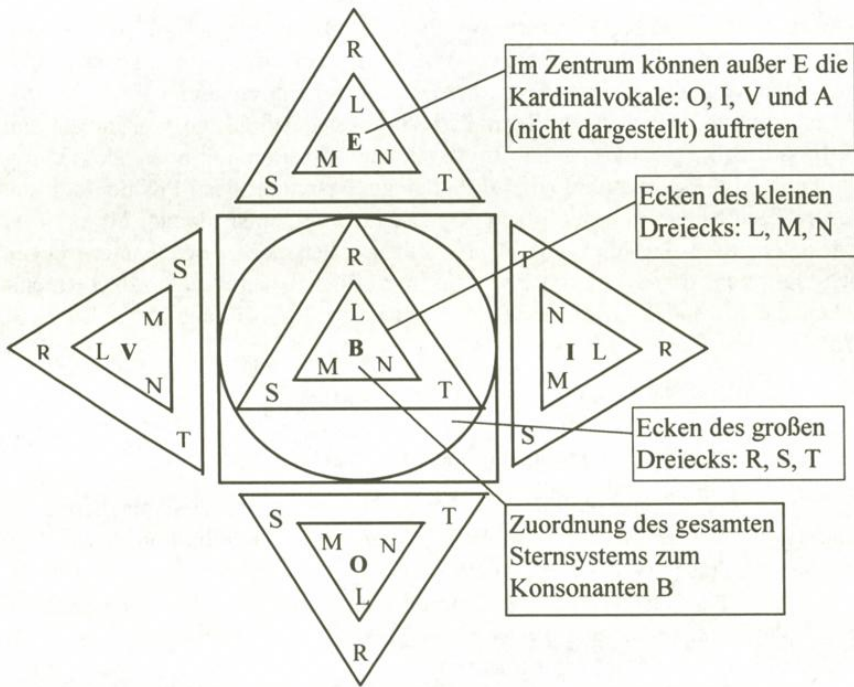 R
L
E
M N
S T
Im Zentrum können außer E die
Kardinalvokale: O, I, V und A
(nicht dargestellt) auftreten
Ecken des kleinen
Dreiecks: L, M, N
S
M
R L V
N
T
R
L
B
M N
S T
T
N
I L R
M
S
Ecken des großen
Dreiecks: R, S, T
S T
M N
O
L
R
Zuordnung des gesamten
Sternsystems zum
Konsonanten B